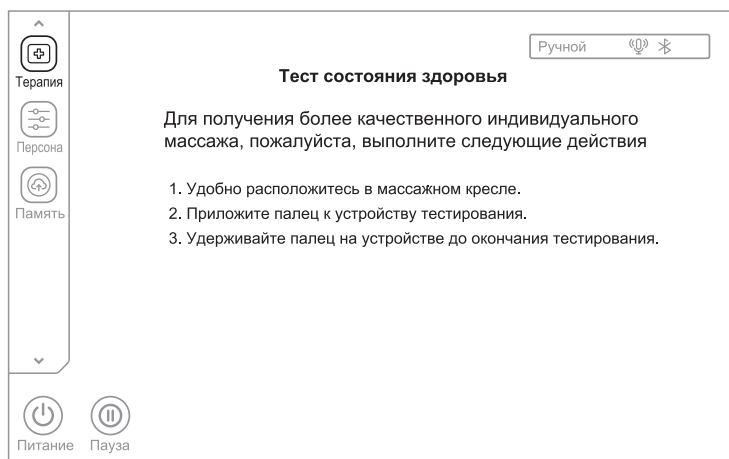 Ручной
Терапия
Тест состояния здоровья
Для получения более качественного индивидуального
массажа, пожалуйста, выполните следующие действия
Персона
1. Удобно расположитесь в массажном кресле.
Память
2. Приложите палец к устройству тестирования.
3. Удерживайте палец на устройстве до окончания тестирования.
Питание
Пауза